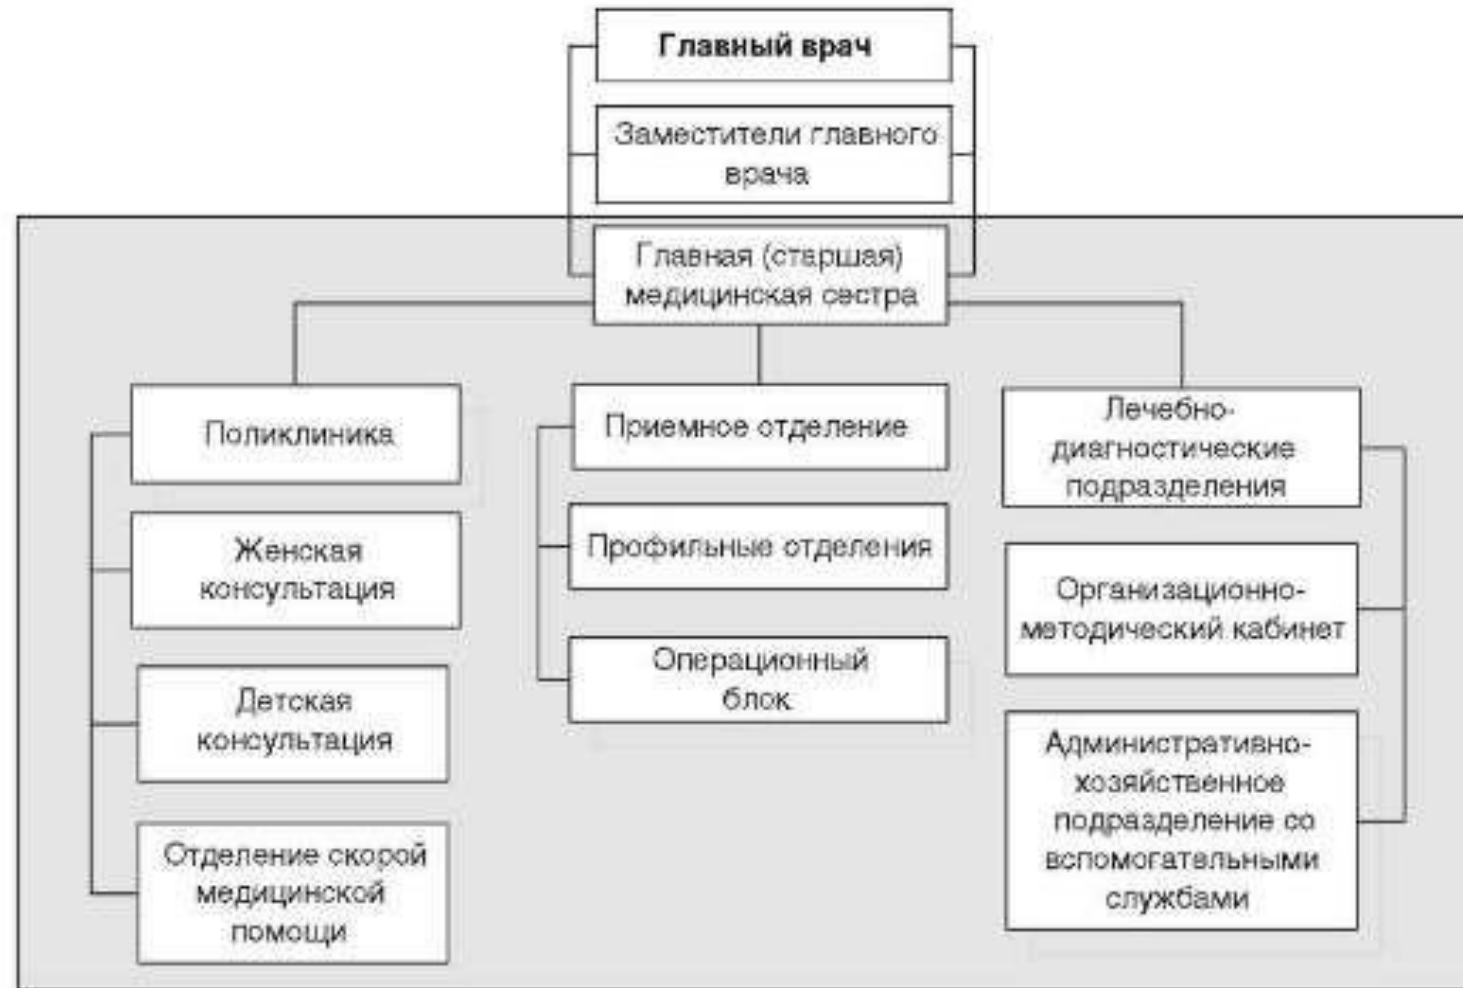 Главный врач
Заместители главного
врача
Главная (старшая)
медицинская сестра
Поликлиника
Женская
консультация
Детская
консультация
Отделение скорой
медицинской
помощи
Приемное отделение
Профильные отделения
Операционный
блок
Лечебно-
диагностические
подразделения
Организационно-
методический кабинет
Административно-
хозяйственное
подразделение со
вспомогательными
службами